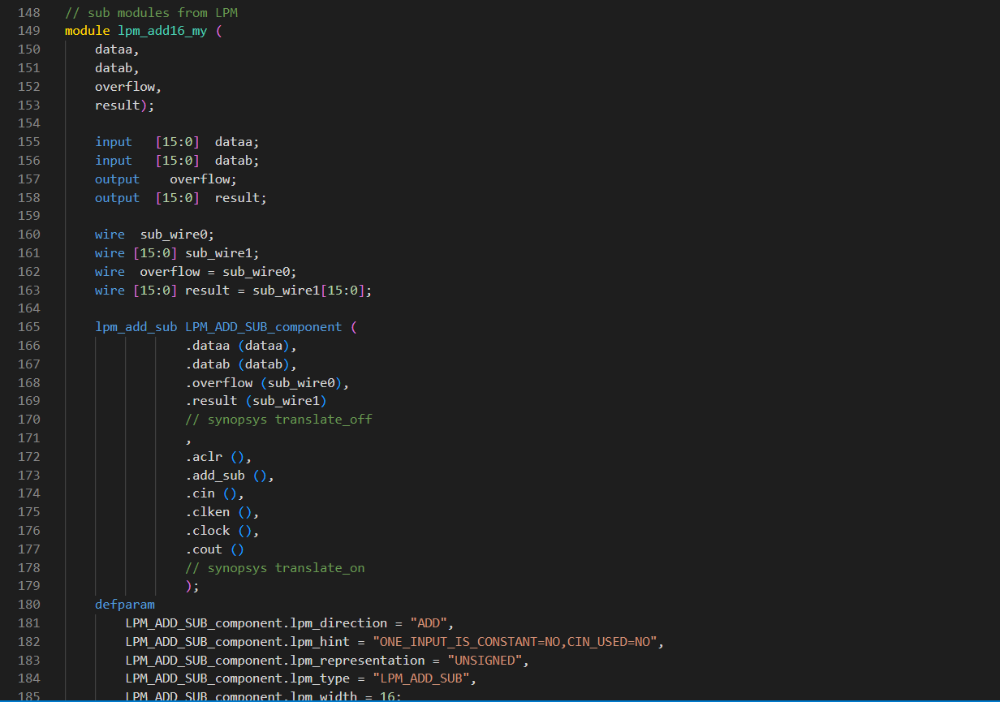 148 // sub modules from LPM
149 module lpm_add16_my (
150 dataa,
151 datab,
152 overflow,
153 result);
154
155 input [15:0] dataa;
156 input [15:0] datab;
157 output overflow;
158 output [15:0] result;
159
160 wire sub_wire0;
161 wire [15:0] sub_wire1;
162 wire overflow = sub_wire0;
163 wire [15:0] result = sub_wire1[15:0];
164
165 lpm_add_sub LPM_ADD_SUB_component (
166 .dataa (dataa),
167 .datab (datab),
168 .overflow (sub_wire0),
169 .result (sub_wire1)
170 // synopsys translate_off
171 ,
172 .aclr (),
173 .add_sub (),
174 .cin (),
175 .clken (),
176 .clock (),
177 .cout ()
178 // synopsys translate_on
179 );
180 defparam
181 LPM_ADD_SUB_component.lpm_direction = "ADD",
182 LPM_ADD_SUB_component.lpm_hint = "ONE_INPUT_IS_CONSTANT=NO,CIN_USED=NO",
183 LPM_ADD_SUB_component.lpm_representation = "UNSIGNED",
184 LPM_ADD_SUB_component.lpm_type = "LPM_ADD_SUB",
185 LPM_ADD_SUB_component.lpm_width = 16;